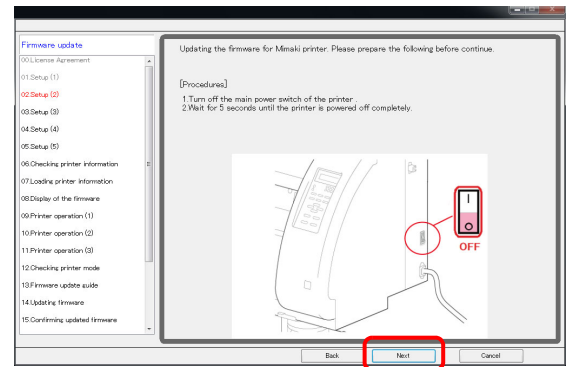 Firmware update
00.License Agreement
01.Setup (1)
02.Setup (2)
03.Setup (3)
04.Setup (4)
05.Setup (5)
06.Checking printer information
07.Loading printer information
08.Display of the firmware
09.Printer operation (1)
10.Printer operation (2)
11.Printer operation (3)
12.Checking printer mode
13.Firmware update guide
14.Updating firmware
15.Confirming updated firmware
Updating the firmware for Mimaki printer. Please prepare the following before continue.
[Procedures]
1.Turn off the main power switch of the printer .
2.Wait for 5 seconds until the printer is powered off completely.
OFF
Back
Next
Cancel